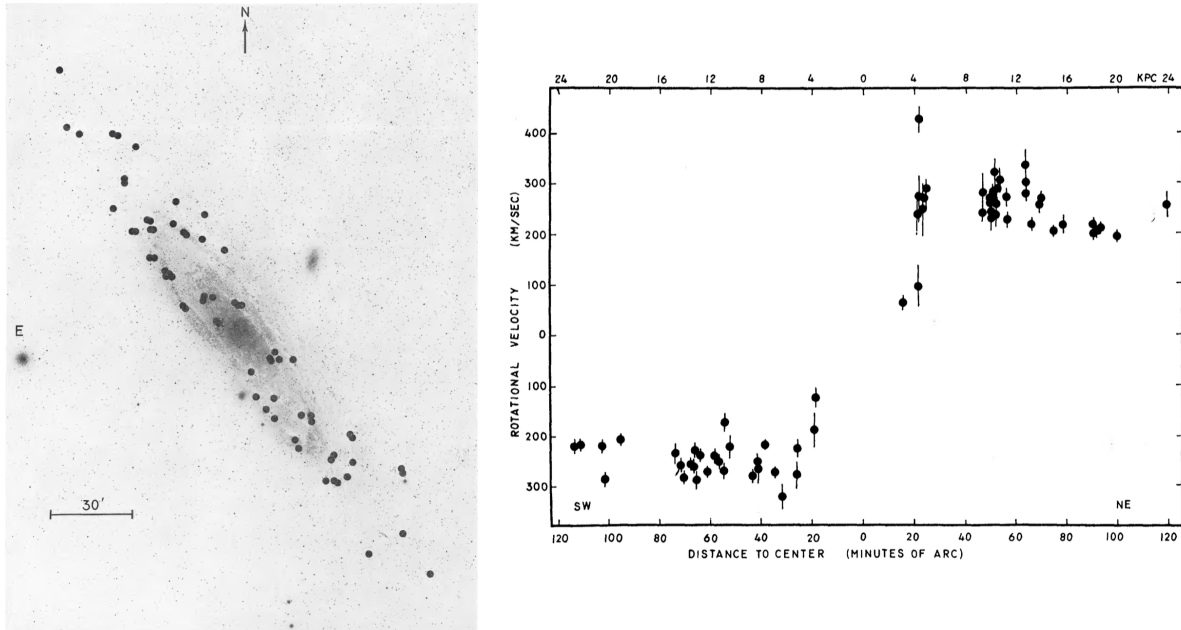 N
E
30′
24 20 16 12 8 4 0 4 8 12 16 20 KPC 24
400
300
200
100
0
100
200
300
ROTATIONAL VELOCITY (KM/SEC)
SW NE
120 100 80 60 40 20 0 20 40 60 80 100 120
DISTANCE TO CENTER (MINUTES OF ARC)